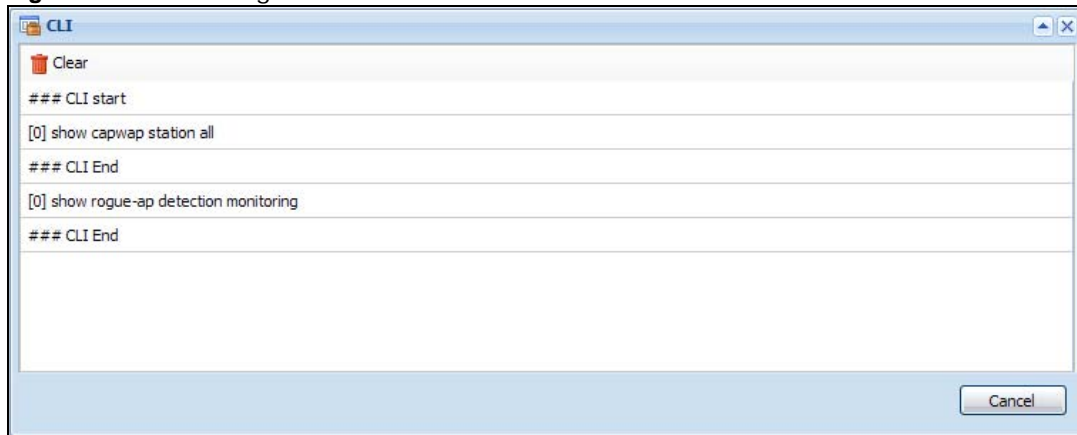 CLI
Clear
### CLI start
[0] show capwap station all
### CLI End
[0] show rogue-ap detection monitoring
### CLI End
Cancel